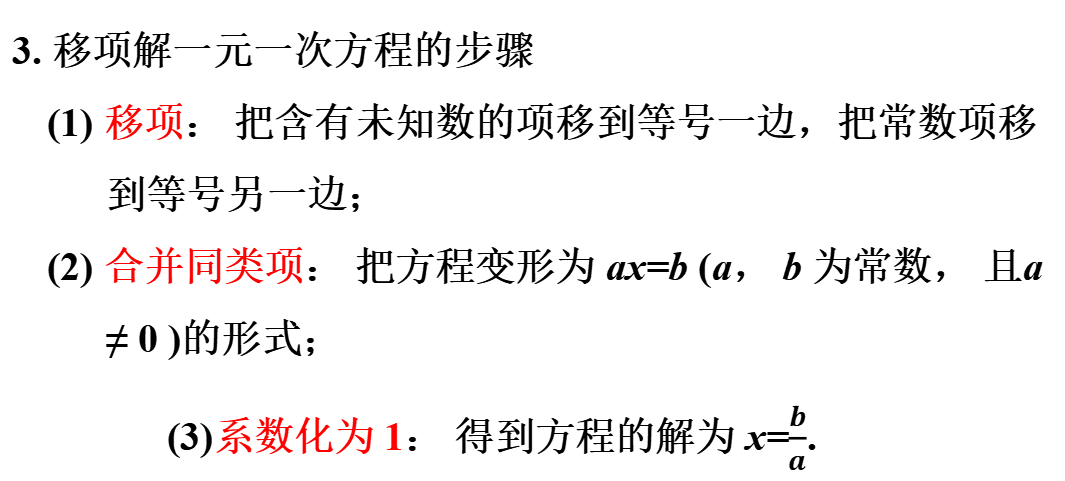 3. 移项解一元一次方程的步骤
(1) 移项： 把含有未知数的项移到等号一边，把常数项移
到等号另一边；
(2) 合并同类项： 把方程变形为 ax=b (a， b 为常数， 且a
≠ 0 )的形式；
(3)系数化为 1： 得到方程的解为 x=b/a.